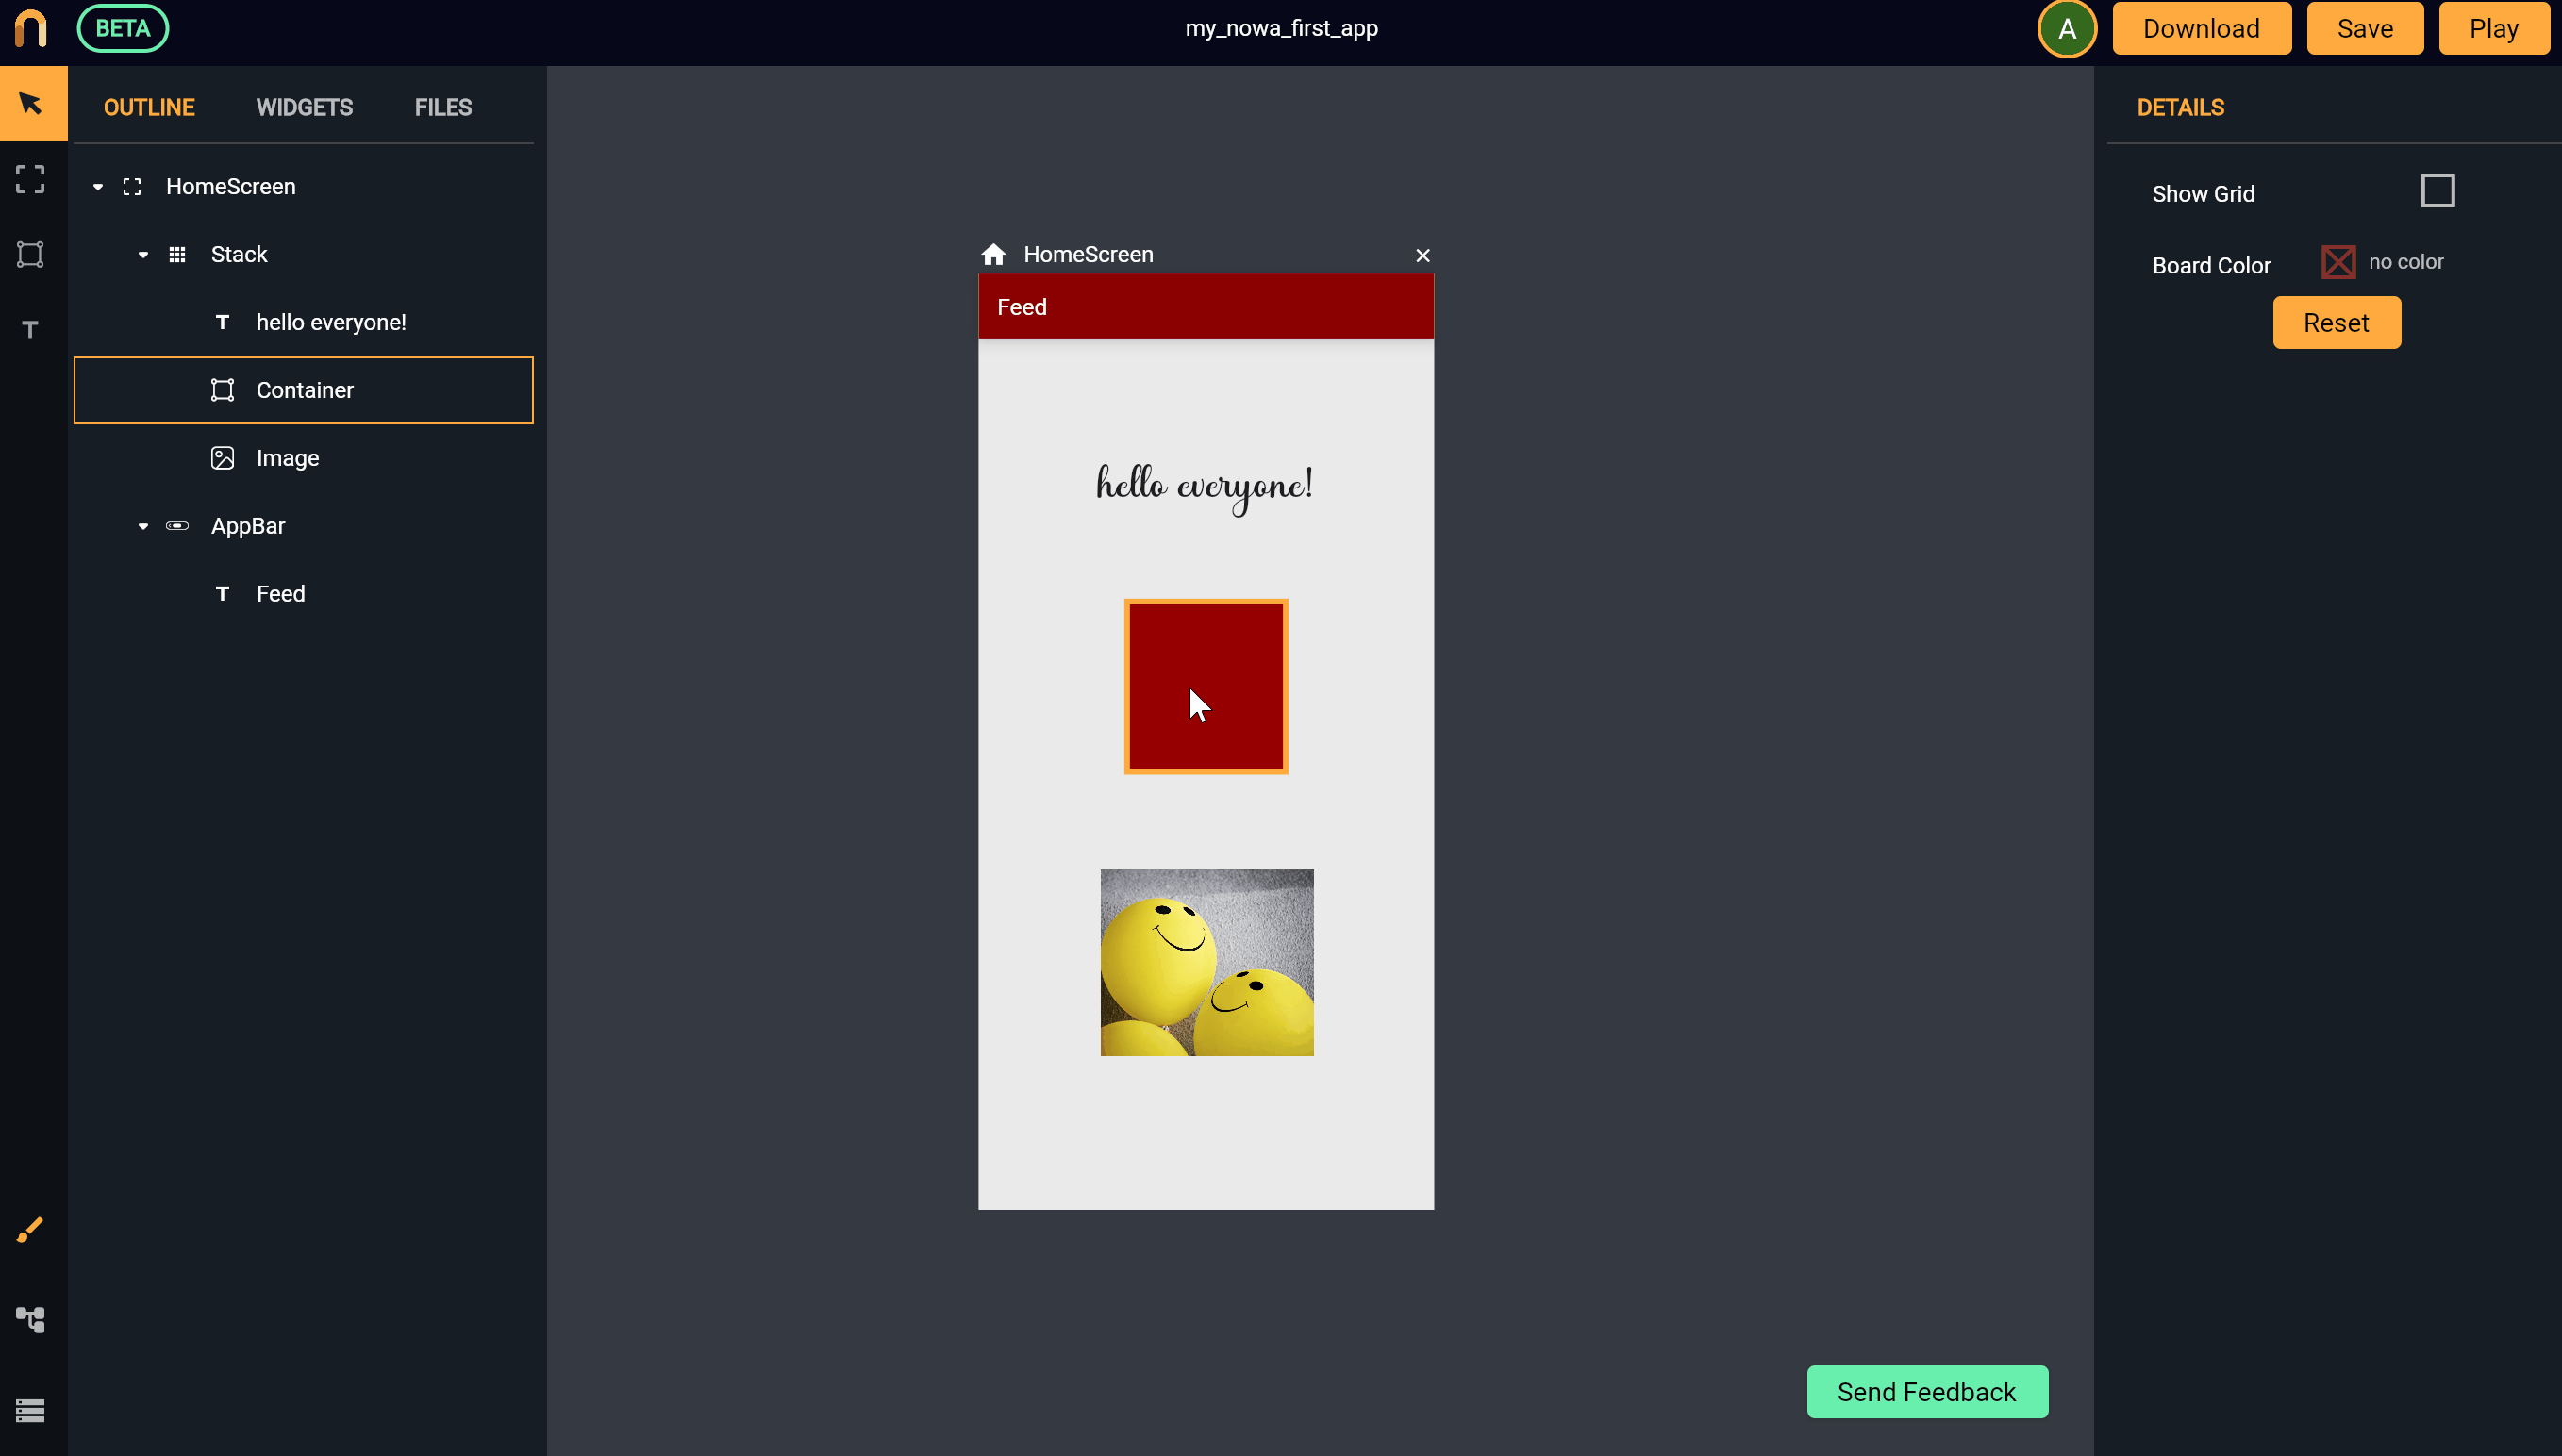 BETA
my_nowa_first_app
A
Download
Save
Play
OUTLINE
WIDGETS
FILES
DETAILS
HomeScreen
Stack
hello everyone!
Container
Image
AppBar
Feed
HomeScreen
Feed
hello everyone!
Show Grid
Board Color
no color
Reset
Send Feedback